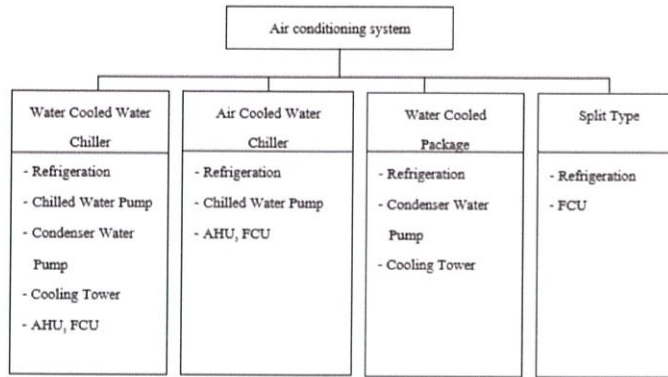 Air conditioning system
Water Cooled Water
Chiller
- Refrigeration
- Chilled Water Pump
- Condenser Water
Pump
- Cooling Tower
- AHU, FCU
Air Cooled Water
Chiller
- Refrigeration
- Chilled Water Pump
- AHU, FCU
Water Cooled
Package
- Refrigeration
- Condenser Water
Pump
- Cooling Tower
Split Type
- Refrigeration
- FCU